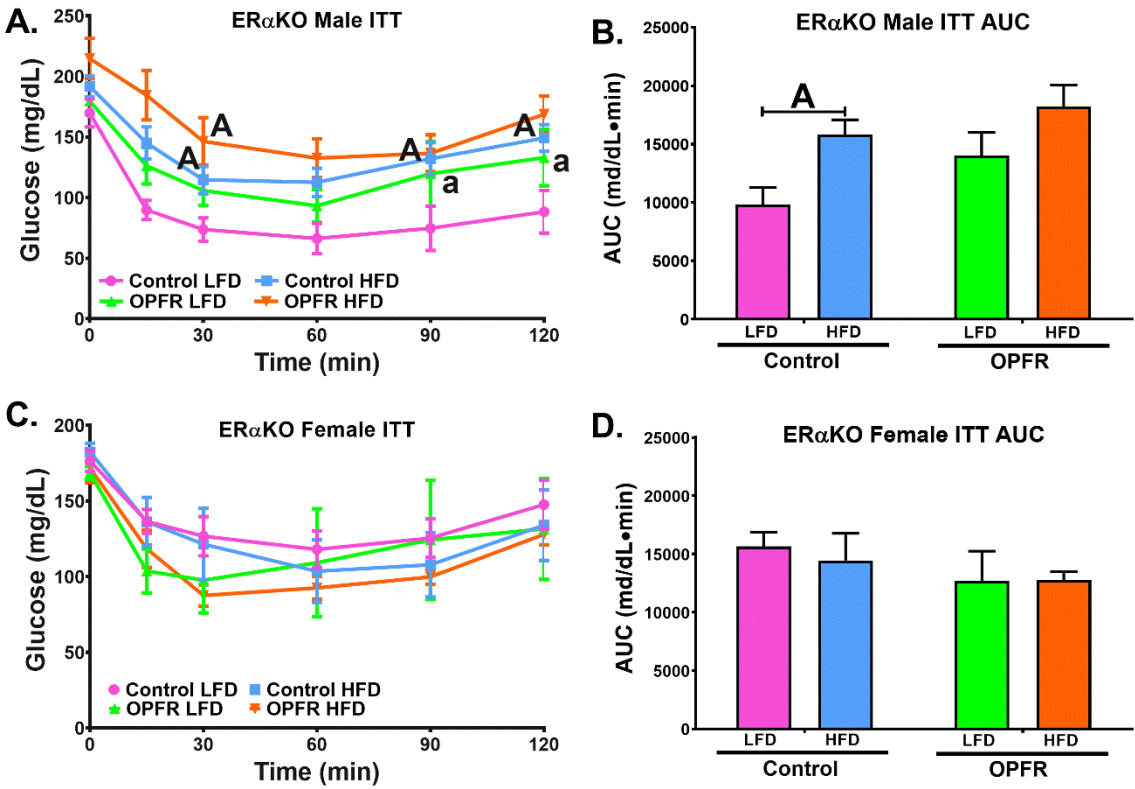 A.
ERαKO Male ITT
250
200
150
100
50
0
Glucose (mg/dL)
A
A
A
A
a
a
Control LFD
Control HFD
OPFR LFD
OPFR HFD
0
30
60
90
120
Time (min)
B.
ERαKO Male ITT AUC
25000
20000
15000
10000
5000
0
AUC (md/dL•min)
A
LFD
HFD
LFD
HFD
Control
OPFR
C.
ERαKO Female ITT
200
150
100
50
0
Glucose (mg/dL)
Control LFD
Control HFD
OPFR LFD
OPFR HFD
0
30
60
90
120
Time (min)
D.
ERαKO Female ITT AUC
25000
20000
15000
10000
5000
0
AUC (md/dL•min)
LFD
HFD
LFD
HFD
Control
OPFR